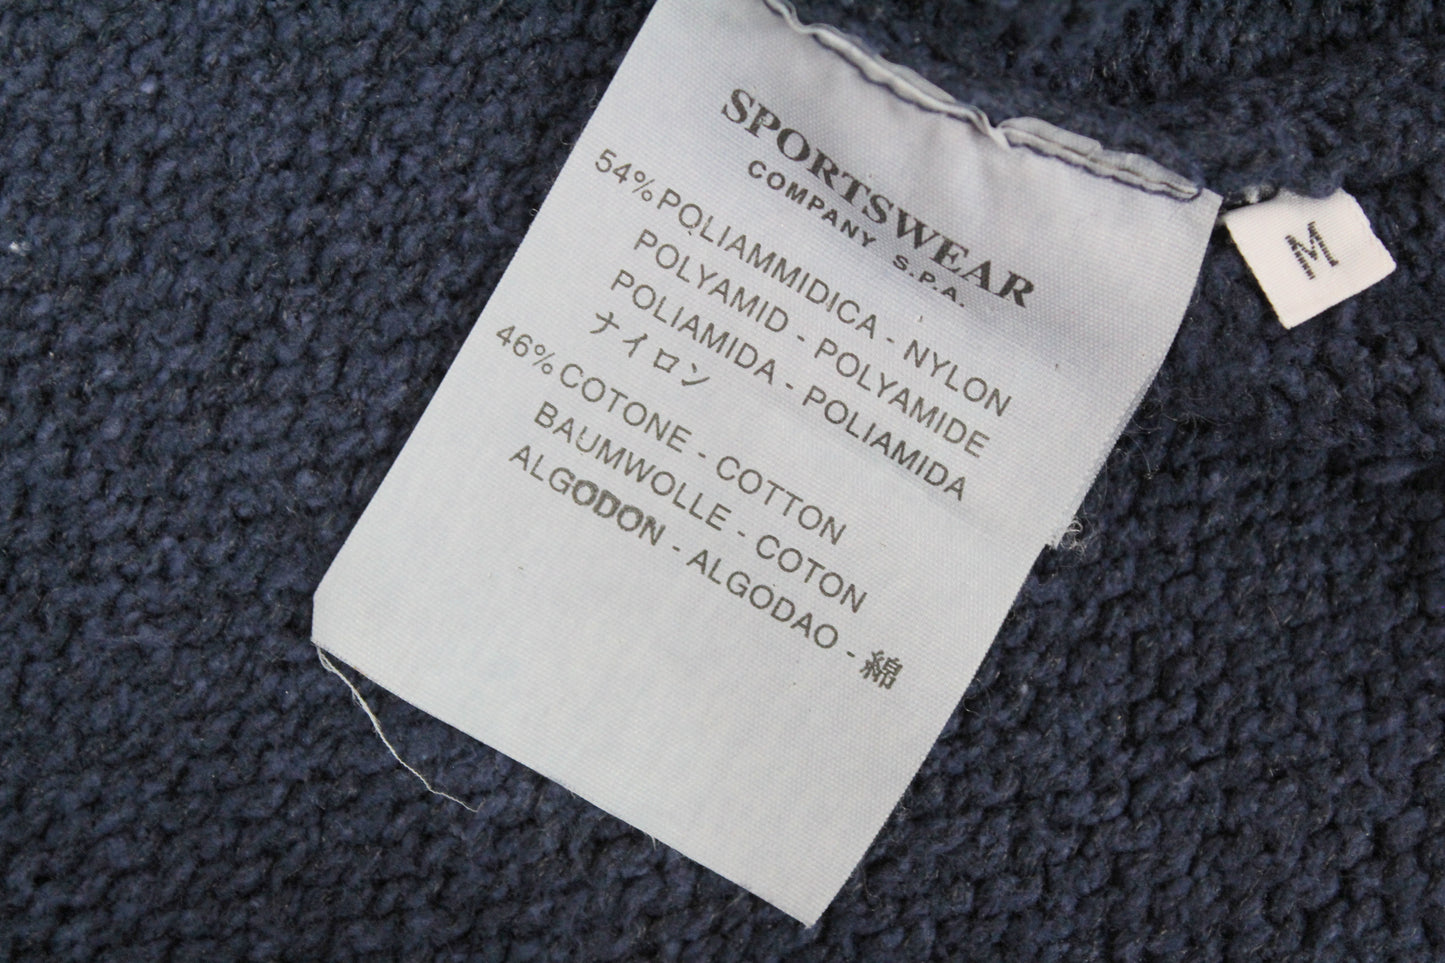 SPORTSWEAR
COMPANY S.P.A.
54% POLIAMMIDICA - NYLON
POLYAMID - POLYAMIDE
POLIAMIDA - POLIAMIDA
ナイロン
46% COTONE - COTTON
BAUMWOLLE - COTON
ALGODON - ALGODAO - 綿
M